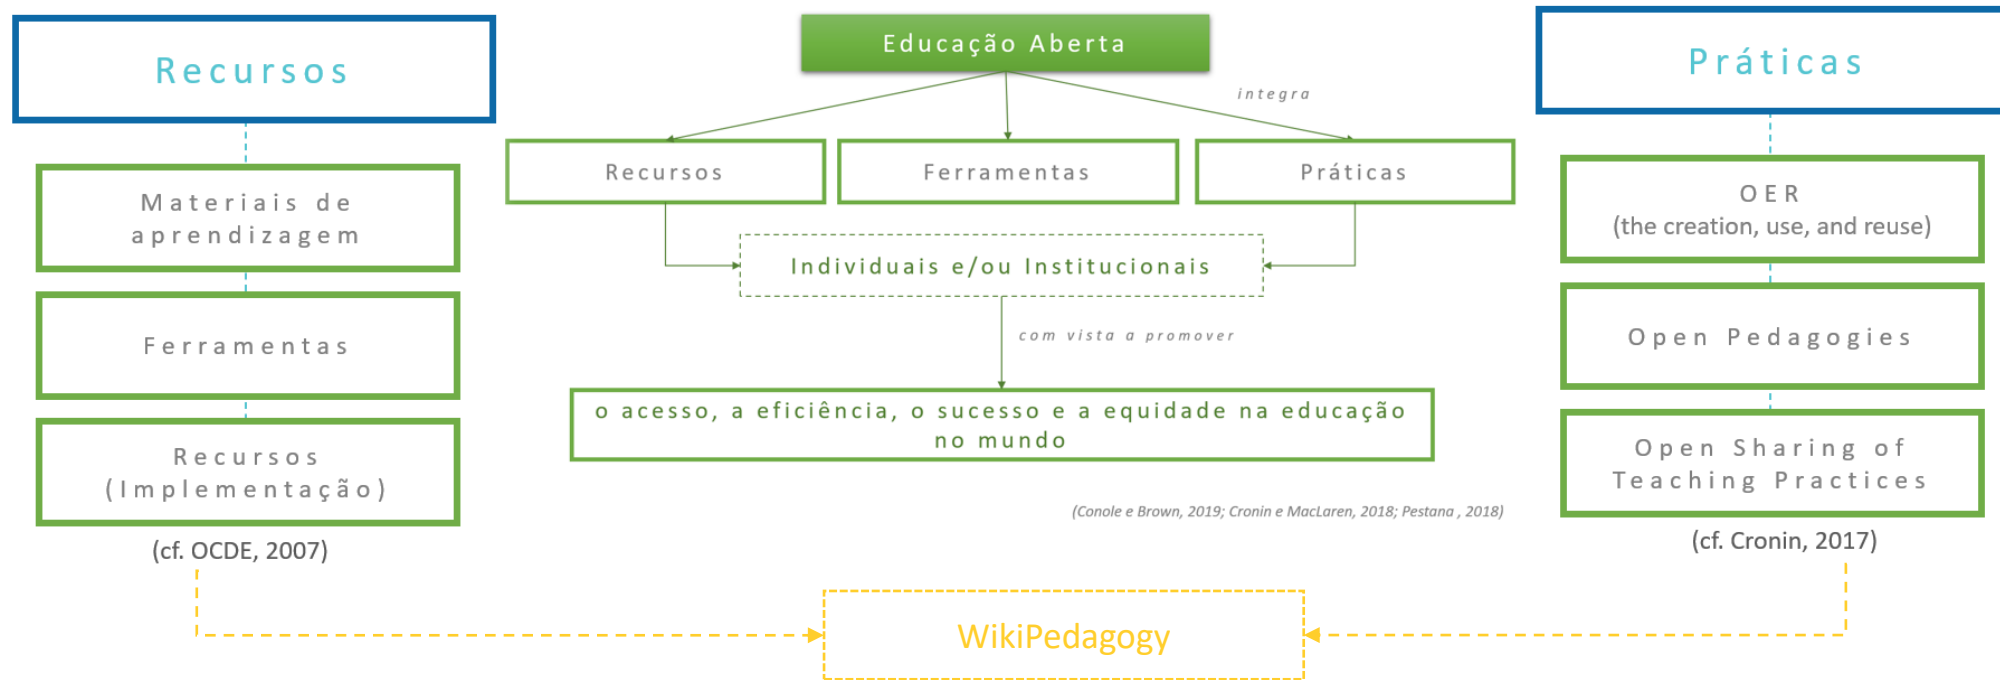 Recursos
Materiais de
aprendizagem
Ferramentas
Recursos
(Implementação)
(cf. OCDE, 2007)
Educação Aberta
integra
Recursos
Ferramentas
Práticas
Individuais e/ou Institucionais
com vista a promover
o acesso, a eficiência, o sucesso e a equidade na educação
no mundo
(Conole e Brown, 2019; Cronin e MacLaren, 2018; Pestana , 2018)
Práticas
OER
(the creation, use, and reuse)
Open Pedagogies
Open Sharing of
Teaching Practices
(cf. Cronin, 2017)
WikiPedagogy